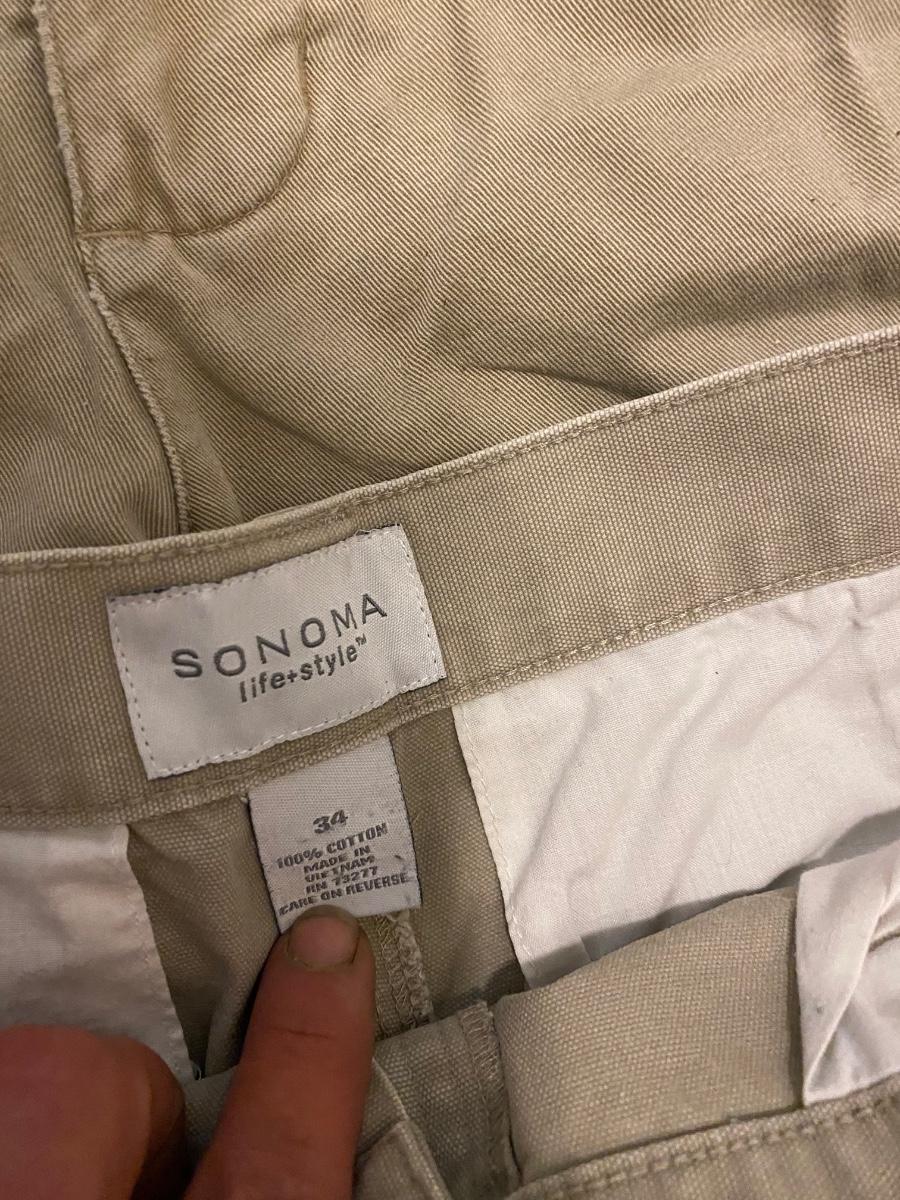 SONOMA
life+style™
34
100% COTTON
MADE IN
VIETNAM
RN 73277
CARE ON REVERSE